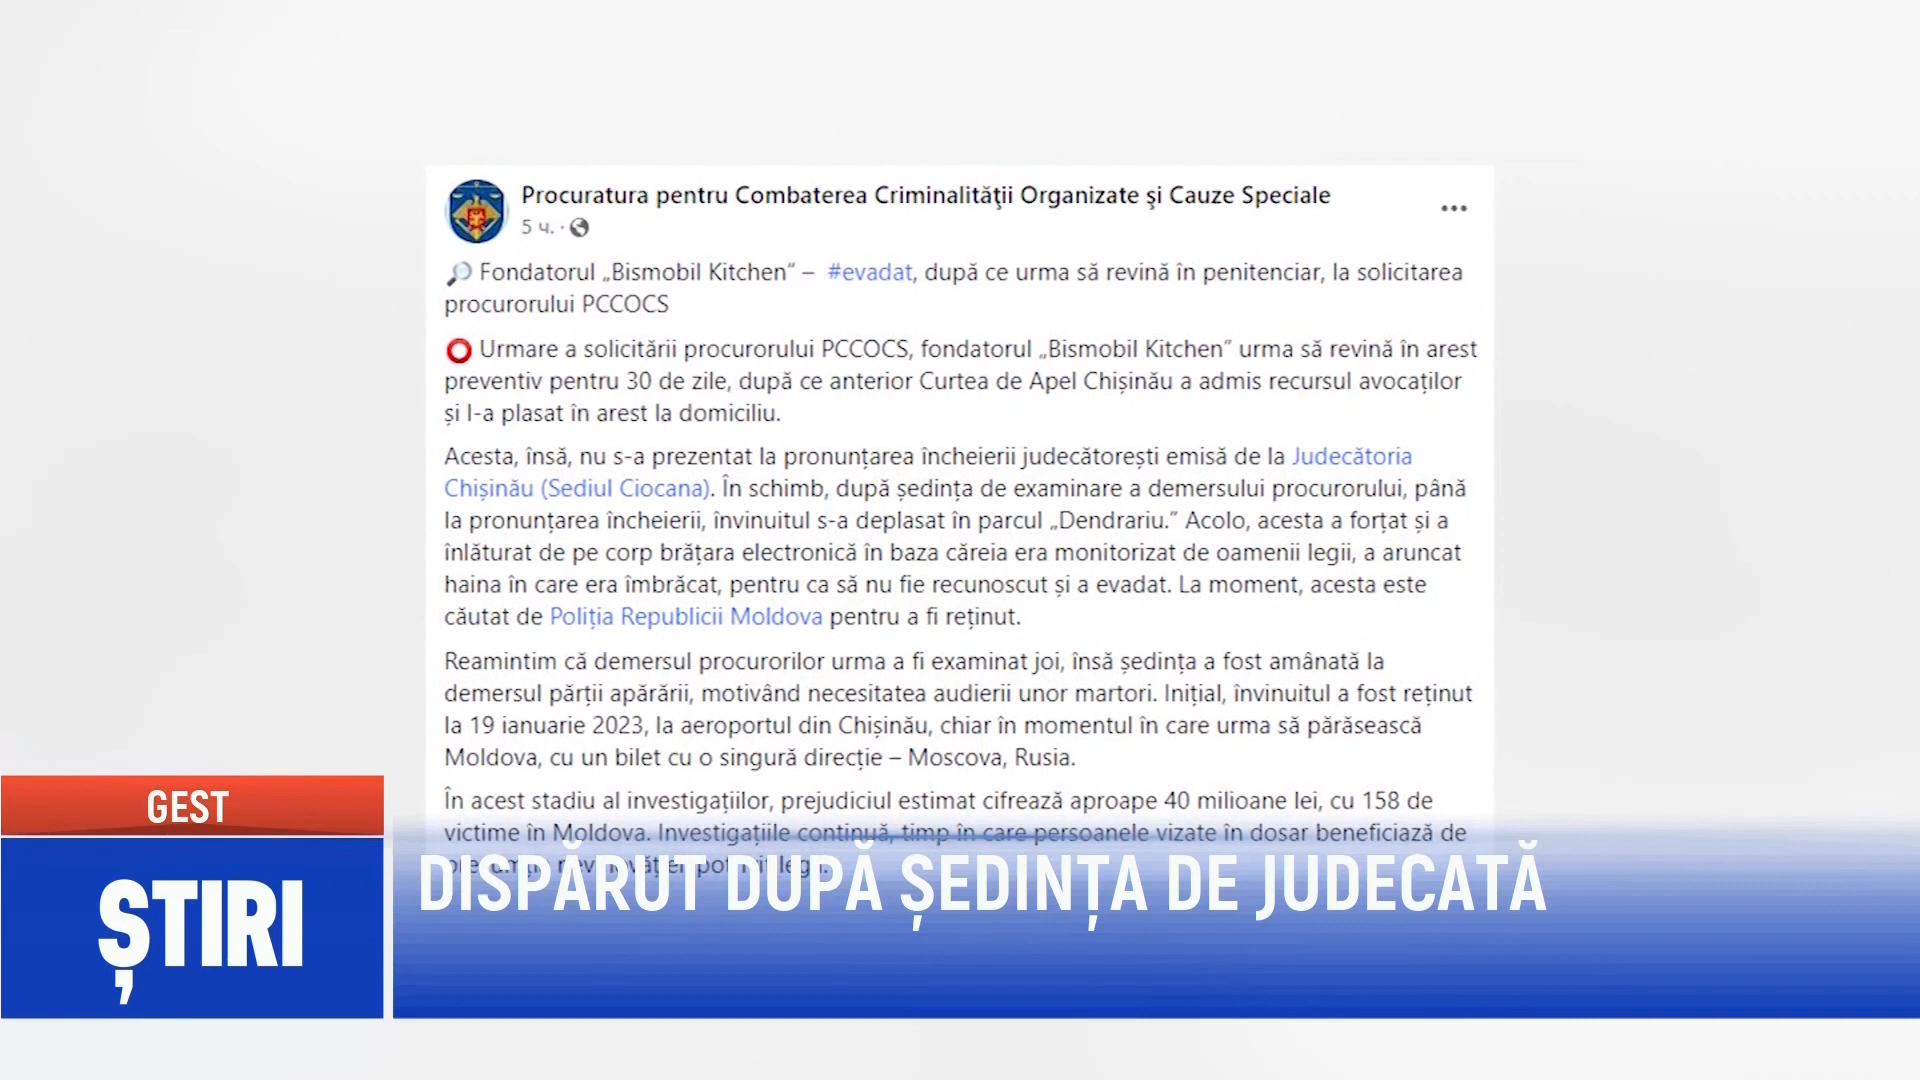 Procuratura pentru Combaterea Criminalităţii Organizate şi Cauze Speciale
5 ч. ·
Fondatorul „Bismobil Kitchen” – #evadat, după ce urma să revină în penitenciar, la solicitarea
procurorului PCCOCS
Urmare a solicitării procurorului PCCOCS, fondatorul „Bismobil Kitchen” urma să revină în arest
preventiv pentru 30 de zile, după ce anterior Curtea de Apel Chișinău a admis recursul avocaților
și l-a plasat în arest la domiciliu.
Acesta, însă, nu s-a prezentat la pronunțarea încheierii judecătorești emisă de la Judecătoria
Chișinău (Sediul Ciocana). În schimb, după ședința de examinare a demersului procurorului, până
la pronunțarea încheierii, învinuitul s-a deplasat în parcul „Dendrariu.” Acolo, acesta a forțat și a
înlăturat de pe corp brățara electronică în baza căreia era monitorizat de oamenii legii, a aruncat
haina în care era îmbrăcat, pentru ca să nu fie recunoscut și a evadat. La moment, acesta este
căutat de Poliția Republicii Moldova pentru a fi reținut.
Reamintim că demersul procurorilor urma a fi examinat joi, însă ședința a fost amânată la
demersul părții apărării, motivând necesitatea audierii unor martori. Inițial, învinuitul a fost reținut
la 19 ianuarie 2023, la aeroportul din Chișinău, chiar în momentul în care urma să părăsească
Moldova, cu un bilet cu o singură direcție – Moscova, Rusia.
În acest stadiu al investigațiilor, prejudiciul estimat cifrează aproape 40 milioane lei, cu 158 de
victime în Moldova. Investigațiile continuă, timp în care persoanele vizate în dosar beneficiază de
GEST
ȘTIRI
DISPĂRUT DUPĂ ȘEDINȚA DE JUDECATĂ